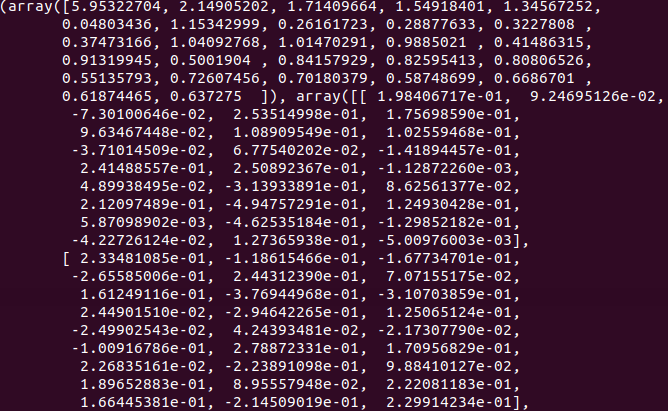 (array([5.95322704, 2.14905202, 1.71409664, 1.54918401, 1.34567252,
0.04803436, 1.15342999, 0.26161723, 0.28877633, 0.3227808 ,
0.37473166, 1.04092768, 1.01470291, 0.9885021 , 0.41486315,
0.91319945, 0.5001904 , 0.84157929, 0.82595413, 0.80806526,
0.55135793, 0.72607456, 0.70180379, 0.58748699, 0.6686701 ,
0.61874465, 0.637275  ]), array([[ 1.98406717e-01,  9.24695126e-02,
-7.30100646e-02,  2.53514998e-01,  1.75698590e-01,
9.63467448e-02,  1.08909549e-01,  1.02559468e-01,
-3.71014509e-02,  6.77540202e-02, -1.41894457e-01,
2.41488557e-01,  2.50892367e-01, -1.12872260e-03,
4.89938495e-02, -3.13933891e-01,  8.62561377e-02,
2.12097489e-01, -4.94757291e-01,  1.24930428e-01,
5.87098902e-03, -4.62535184e-01, -1.29852182e-01,
-4.22726124e-02,  1.27365938e-01, -5.00976003e-03],
[ 2.33481085e-01, -1.18615466e-01, -1.67734701e-01,
-2.65585006e-01,  2.44312390e-01,  7.07155175e-02,
1.61249116e-01, -3.76944968e-01, -3.10703859e-01,
2.44901510e-02, -2.94642265e-01,  1.25065124e-01,
-2.49902543e-02,  4.24393481e-02, -2.17307790e-02,
-1.00916786e-01,  2.78872331e-01,  1.70956829e-01,
2.26835161e-02, -2.23891098e-01,  9.88410127e-02,
1.89652883e-01,  8.95557948e-02,  2.22081183e-01,
1.66445381e-01, -2.14509019e-01,  2.29914234e-01],